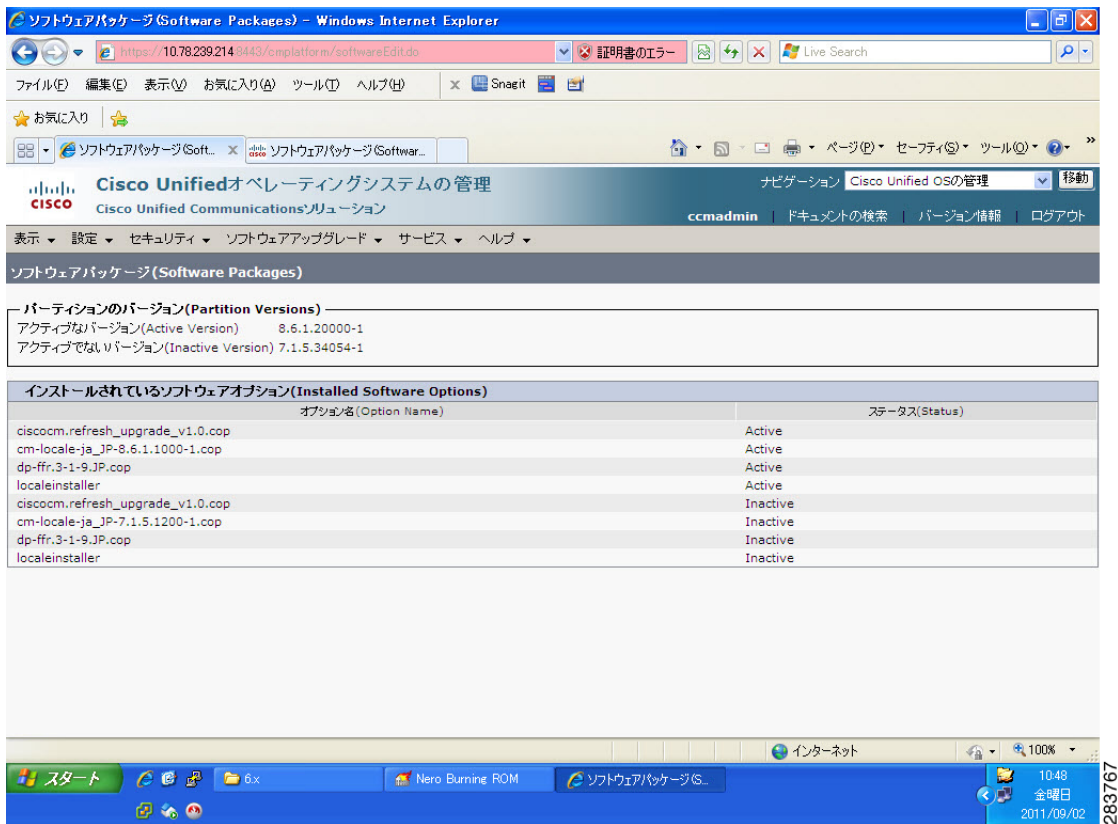 ソフトウェアパッケージ(Software Packages) - Windows Internet Explorer
https://10.78.239.214:8443/cmplatform/softwareEdit.do
証明書のエラー
Live Search
ファイル(F) 編集(E) 表示(V) お気に入り(A) ツール(T) ヘルプ(H) x Snagit
お気に入り
ソフトウェアパッケージ(Soft... x ソフトウェアパッケージ(Softwar...
ページ(P) セーフティ(S) ツール(O) »
CISCO
Cisco Unifiedオペレーティングシステムの管理
Cisco Unified Communicationsソリューション
ナビゲーション Cisco Unified OSの管理 移動
ccmadmin | ドキュメントの検索 | バージョン情報 | ログアウト
表示 設定 セキュリティ ソフトウェアアップグレード サービス ヘルプ
ソフトウェアパッケージ(Software Packages)
パーティションのバージョン(Partition Versions)
アクティブなバージョン(Active Version) 8.6.1.20000-1
アクティブでないバージョン(Inactive Version) 7.1.5.34054-1
インストールされているソフトウェアオプション(Installed Software Options)
オプション名(Option Name) ステータス(Status)
ciscocm.refresh_upgrade_v1.0.cop Active
cm-locale-ja_JP-8.6.1.1000-1.cop Active
dp-ffr.3-1-9.JP.cop Active
localeinstaller Active
ciscocm.refresh_upgrade_v1.0.cop Inactive
cm-locale-ja_JP-7.1.5.1200-1.cop Inactive
dp-ffr.3-1-9.JP.cop Inactive
localeinstaller Inactive
インターネット 100%
スタート 6.x Nero Burning ROM ソフトウェアパッケージ(S...
10:48
金曜日
2011/09/02
283767